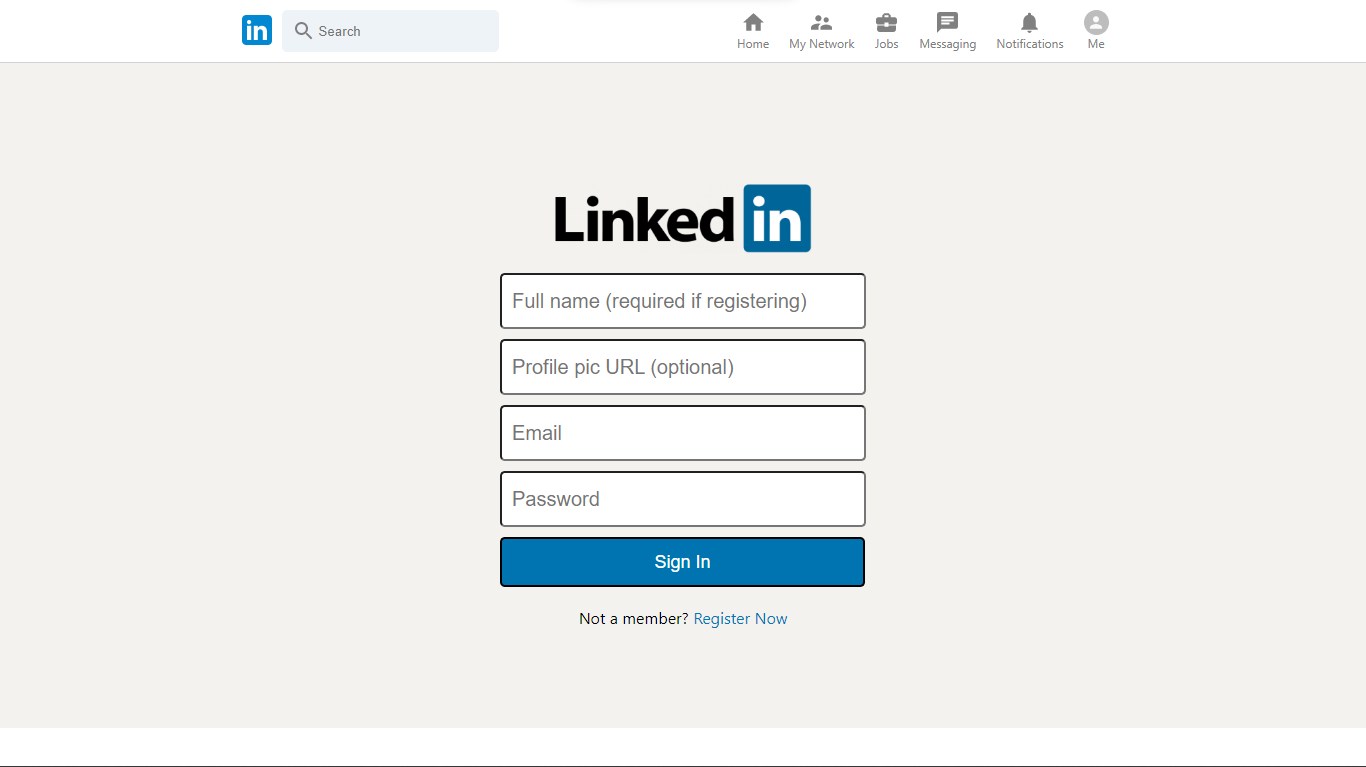 in Search Home My Network Jobs Messaging Notifications Me
Linked in
Full name (required if registering)
Profile pic URL (optional)
Email
Password
Sign In
Not a member? Register Now